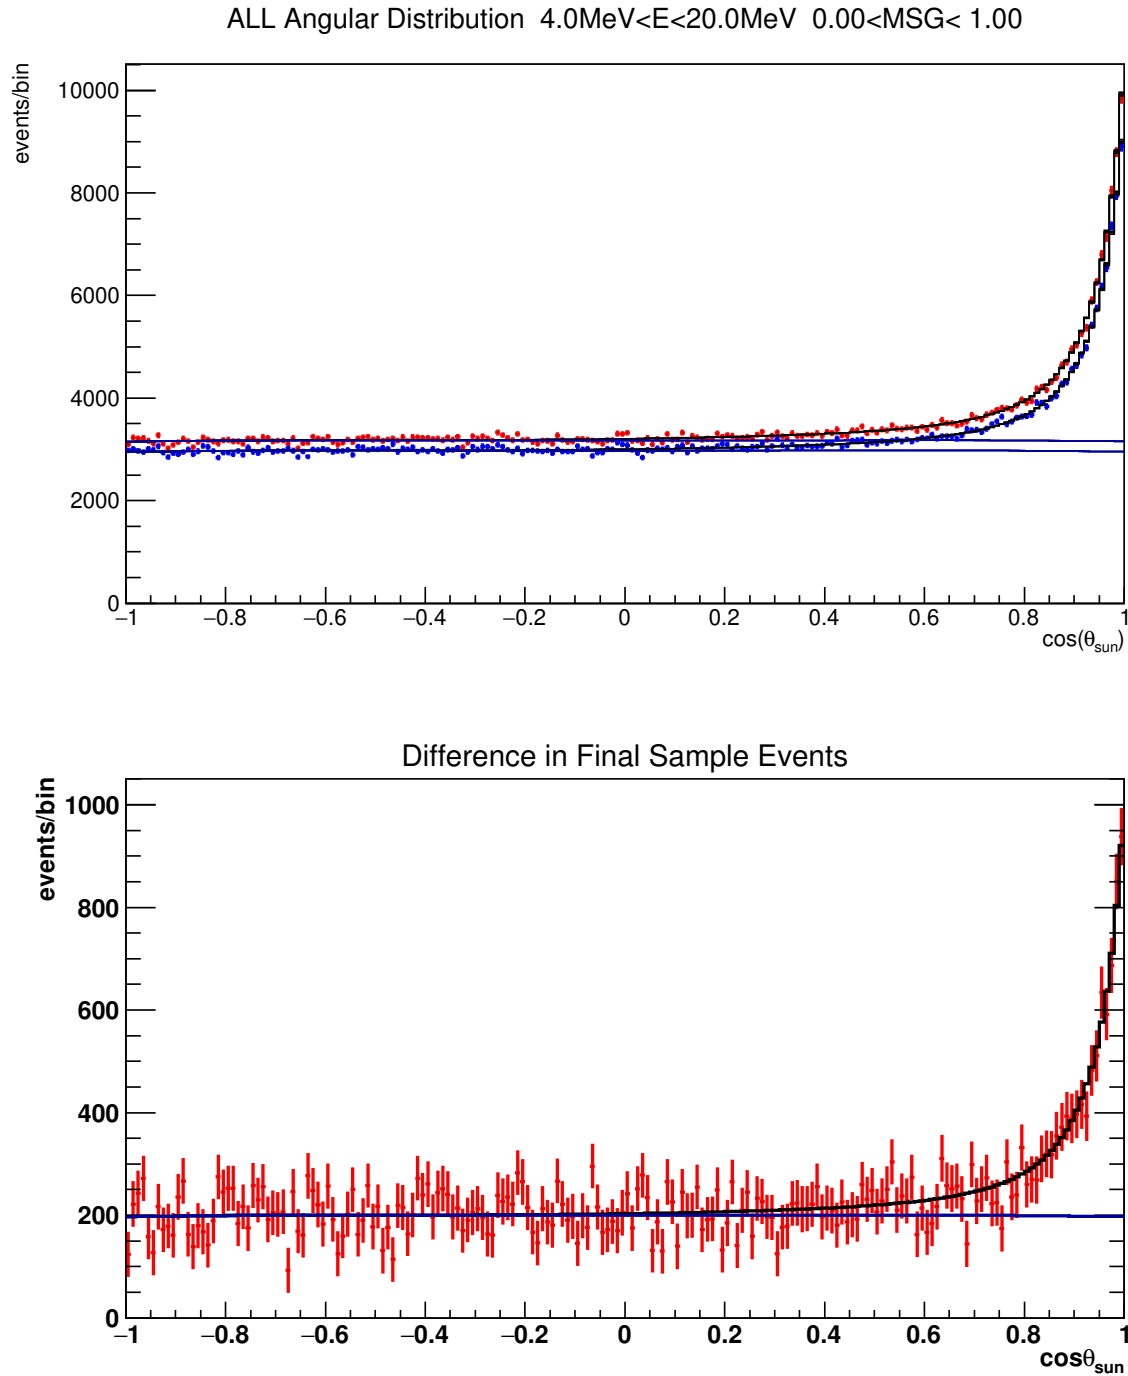 ALL Angular Distribution  4.0MeV<E<20.0MeV  0.00<MSG< 1.00
events/bin
10000
8000
6000
4000
2000
0
−1 −0.8 −0.6 −0.4 −0.2 0 0.2 0.4 0.6 0.8 1
cos(θsun)
Difference in Final Sample Events
events/bin
1000
800
600
400
200
0
−1 −0.8 −0.6 −0.4 −0.2 0 0.2 0.4 0.6 0.8 1
cosθsun